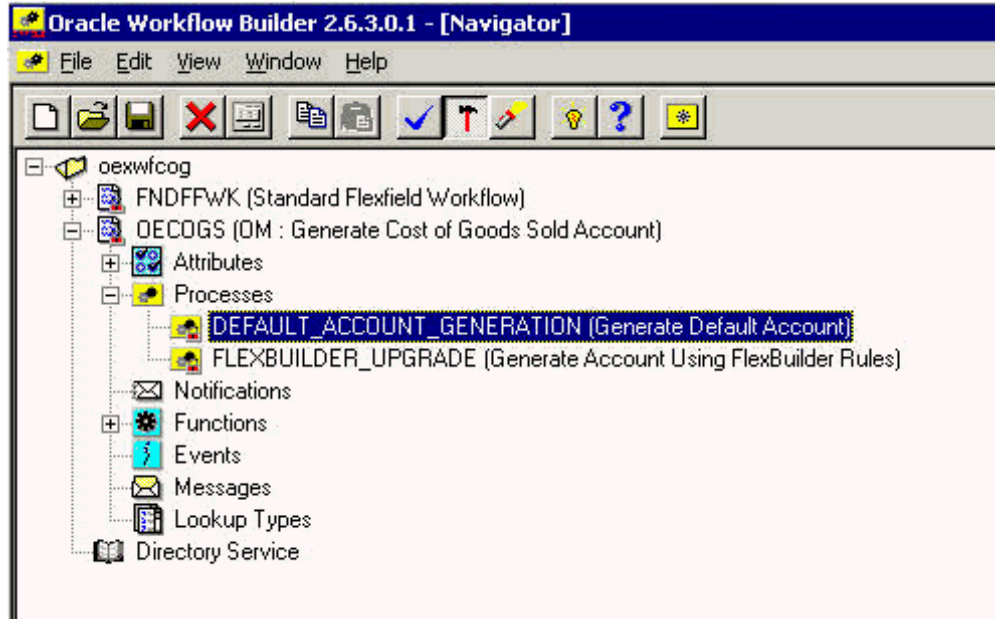 Oracle Workflow Builder 2.6.3.0.1 - [Navigator]
File Edit View Window Help
oexwfcog
FNDFFWK (Standard Flexfield Workflow)
OECOGS (OM : Generate Cost of Goods Sold Account)
Attributes
Processes
DEFAULT_ACCOUNT_GENERATION (Generate Default Account)
FLEXBUILDER_UPGRADE (Generate Account Using FlexBuilder Rules)
Notifications
Functions
Events
Messages
Lookup Types
Directory Service